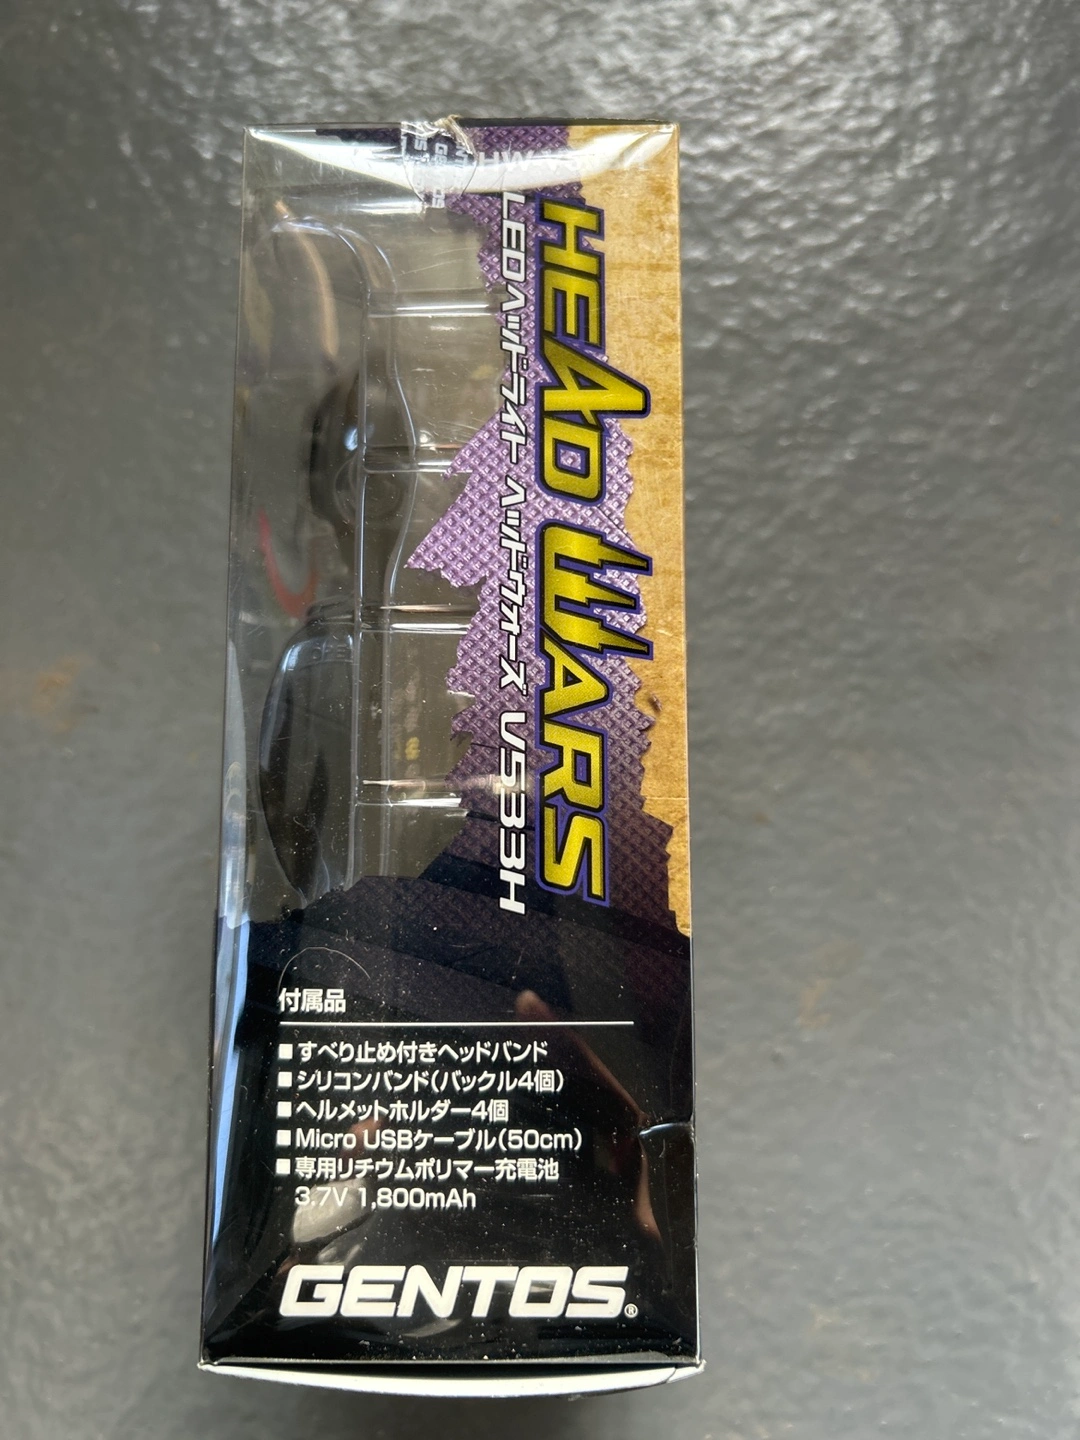 HEAD WARS
LEDヘッドライト ヘッドウォーズ V533H
付属品
■すべり止め付きヘッドバンド
■シリコンバンド(バックル4個)
■ヘルメットホルダー4個
■Micro USBケーブル(50cm)
■専用リチウムポリマー充電池
3.7V 1,800mAh
GENTOS®